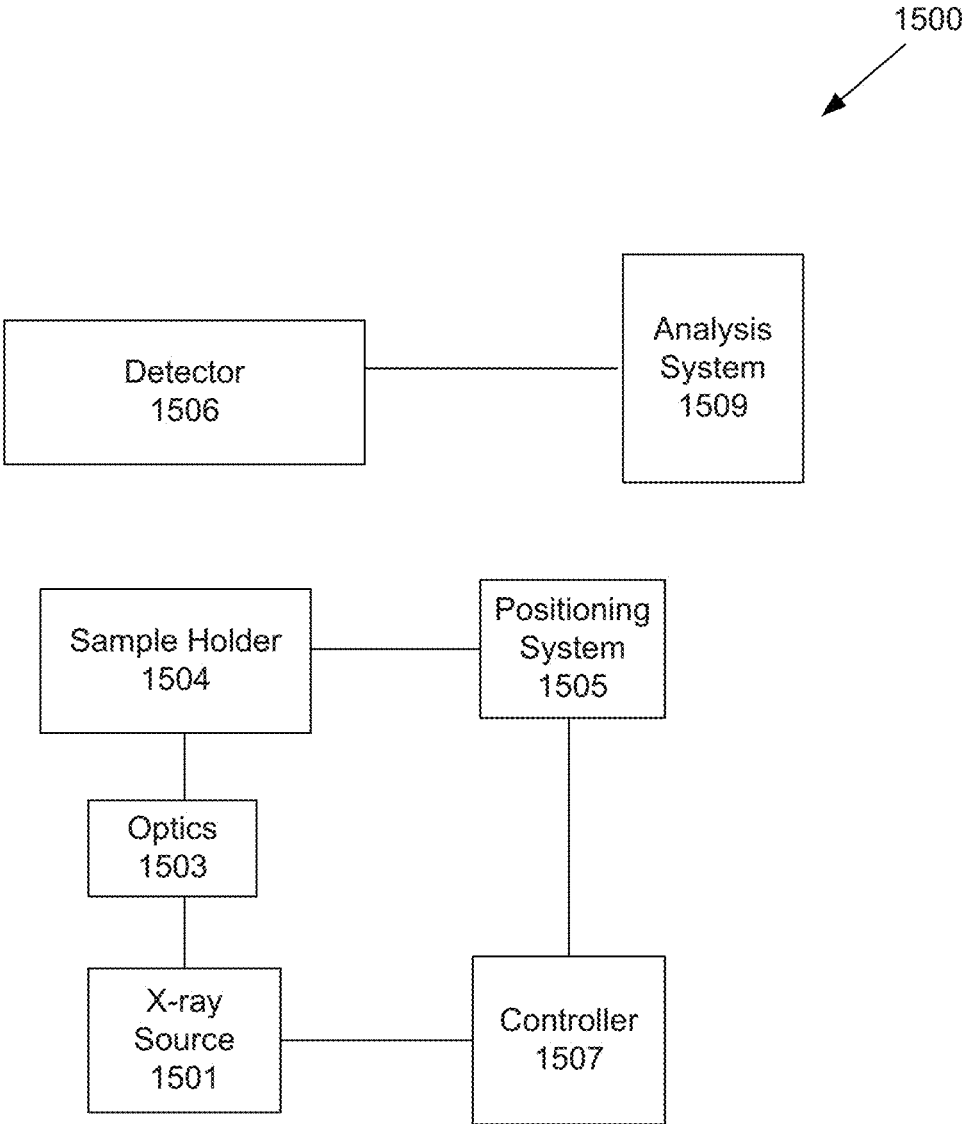 1500
Detector
1506
Analysis
System
1509
Sample Holder
1504
Positioning
System
1505
Optics
1503
X-ray
Source
1501
Controller
1507